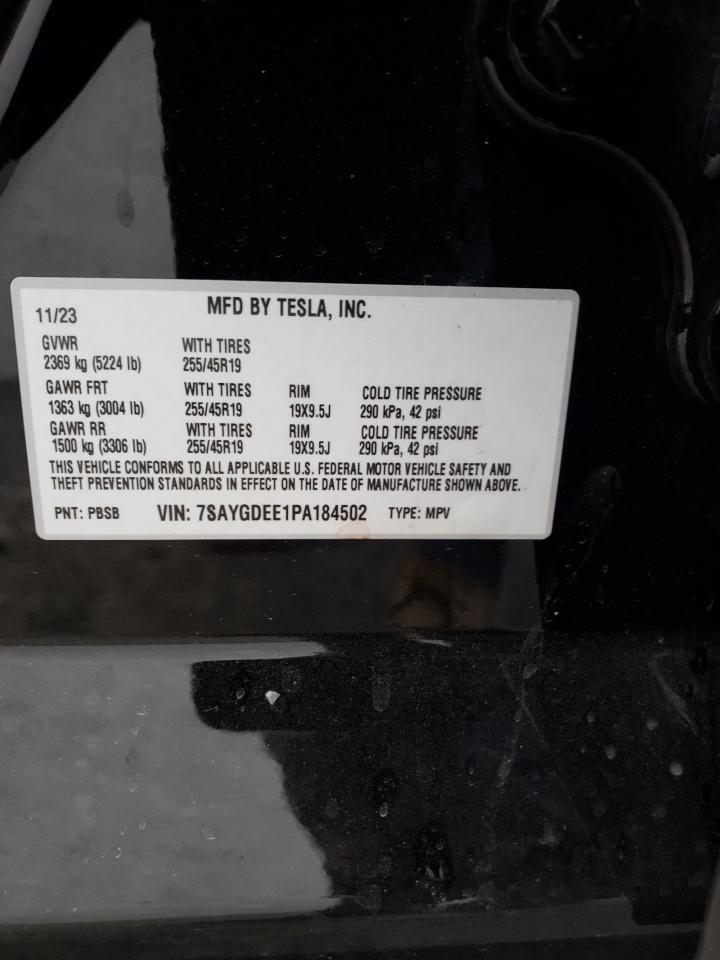 11/23 MFD BY TESLA, INC.
GVWR WITH TIRES
2369 kg (5224 lb) 255/45R19
GAWR FRT WITH TIRES RIM COLD TIRE PRESSURE
1363 kg (3004 lb) 255/45R19 19X9.5J 290 kPa, 42 psi
GAWR RR WITH TIRES RIM COLD TIRE PRESSURE
1500 kg (3306 lb) 255/45R19 19X9.5J 290 kPa, 42 psi
THIS VEHICLE CONFORMS TO ALL APPLICABLE U.S. FEDERAL MOTOR VEHICLE SAFETY AND
THEFT PREVENTION STANDARDS IN EFFECT ON THE DATE OF MANUFACTURE SHOWN ABOVE.
PNT: PBSB VIN: 7SAYGDEE1PA184502 TYPE: MPV